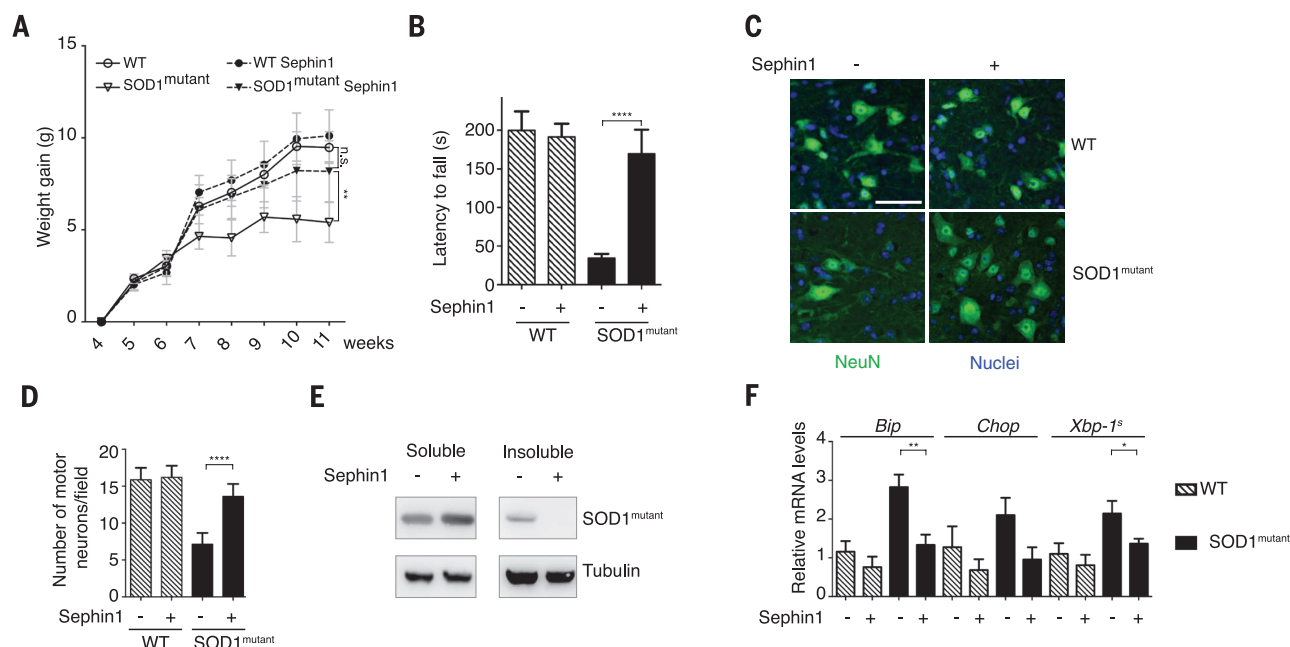 A
15
10
5
0
Weight gain (g)
WT
WT Sephin1
SOD1mutant
SOD1mutant Sephin1
n.s.
**
4 5 6 7 8 9 10 11 weeks
B
200
150
100
50
0
Latency to fall (s)
****
Sephin1 - + - +
WT SOD1mutant
C
Sephin1 - +
WT
SOD1mutant
NeuN Nuclei
D
20
15
10
5
0
Number of motor
neurons/field
****
Sephin1 - + - +
WT SOD1mutant
E
Soluble Insoluble
Sephin1 - + - +
SOD1mutant
Tubulin
F
Bip Chop Xbp-1s
4
3
2
1
0
Relative mRNA levels
** *
Sephin1 - + - + - + - + - + - +
WT
SOD1mutant